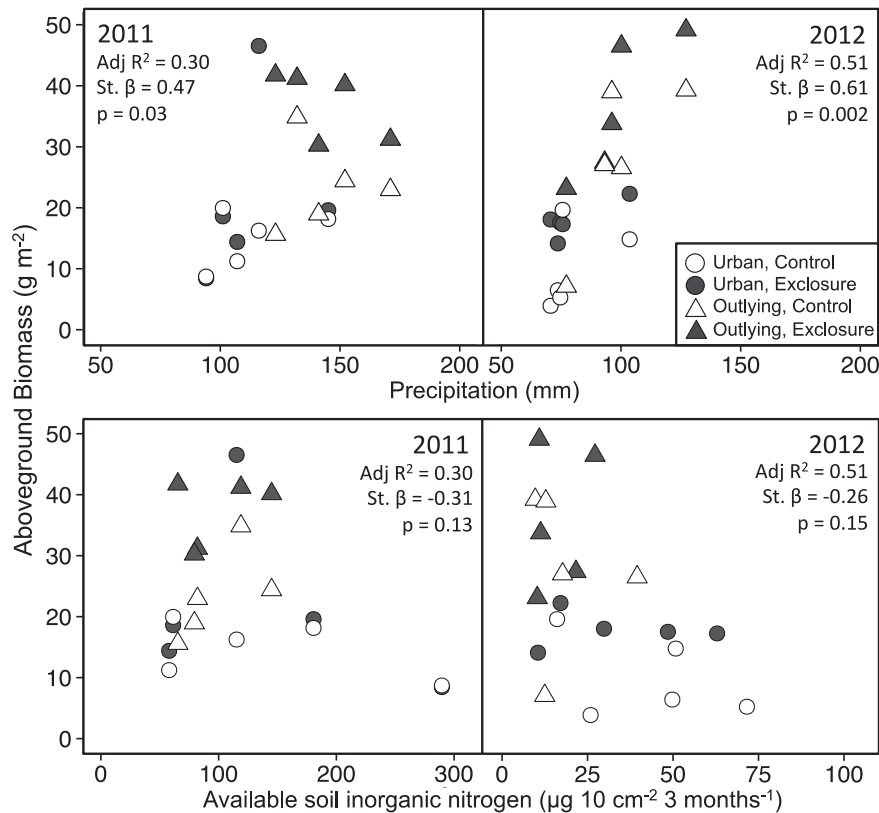 2011
Adj R² = 0.30
St. β = 0.47
p = 0.03
2012
Adj R² = 0.51
St. β = 0.61
p = 0.002
Urban, Control
Urban, Exclosure
Outlying, Control
Outlying, Exclosure
50
40
30
20
10
0
50 100 150 200 50 100 150 200
Precipitation (mm)
Aboveground Biomass (g m⁻²)
2011
Adj R² = 0.30
St. β = -0.31
p = 0.13
2012
Adj R² = 0.51
St. β = -0.26
p = 0.15
50
40
30
20
10
0
0 100 200 300 0 25 50 75 100
Available soil inorganic nitrogen (µg 10 cm⁻² 3 months⁻¹)